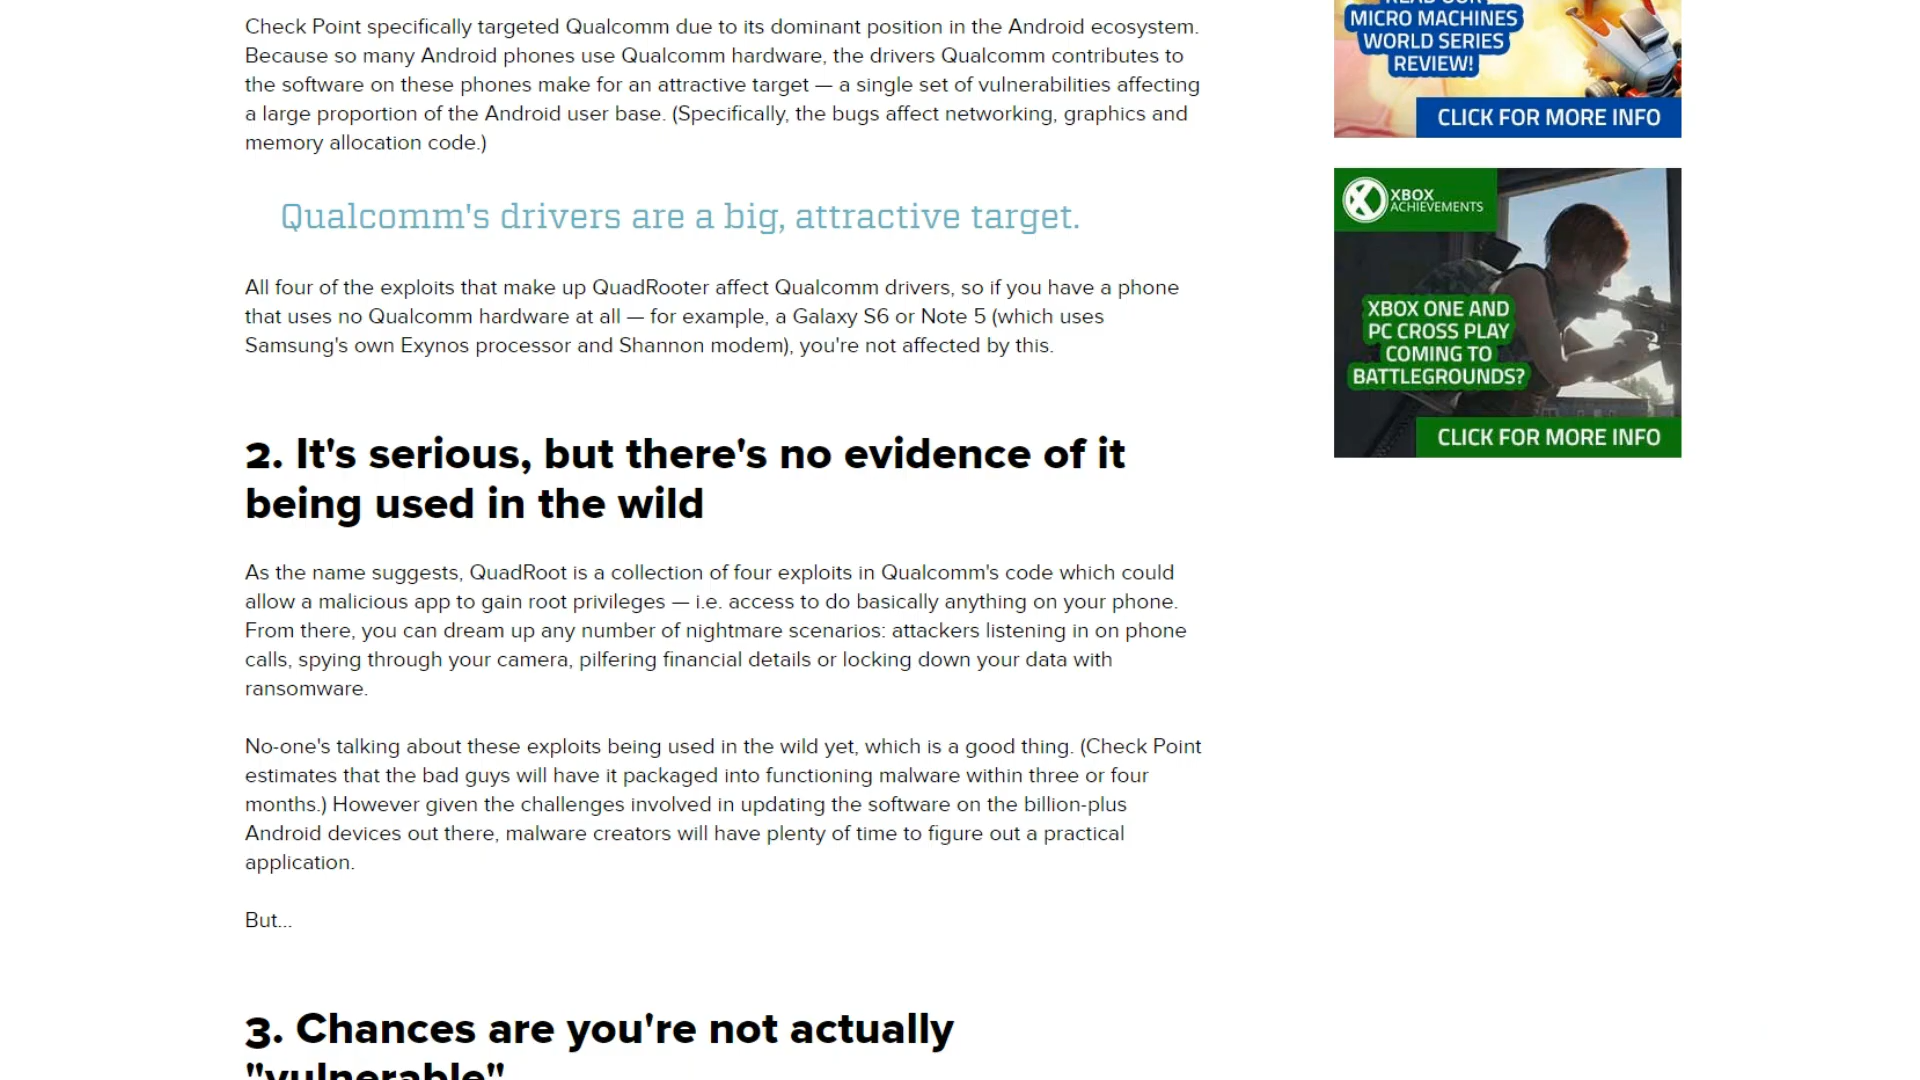 Check Point specifically targeted Qualcomm due to its dominant position in the Android ecosystem.
Because so many Android phones use Qualcomm hardware, the drivers Qualcomm contributes to
the software on these phones make for an attractive target — a single set of vulnerabilities affecting
a large proportion of the Android user base. (Specifically, the bugs affect networking, graphics and
memory allocation code.)
Qualcomm's drivers are a big, attractive target.
All four of the exploits that make up QuadRooter affect Qualcomm drivers, so if you have a phone
that uses no Qualcomm hardware at all — for example, a Galaxy S6 or Note 5 (which uses
Samsung's own Exynos processor and Shannon modem), you're not affected by this.
2. It's serious, but there's no evidence of it
being used in the wild
As the name suggests, QuadRoot is a collection of four exploits in Qualcomm's code which could
allow a malicious app to gain root privileges — i.e. access to do basically anything on your phone.
From there, you can dream up any number of nightmare scenarios: attackers listening in on phone
calls, spying through your camera, pilfering financial details or locking down your data with
ransomware.
No-one's talking about these exploits being used in the wild yet, which is a good thing. (Check Point
estimates that the bad guys will have it packaged into functioning malware within three or four
months.) However given the challenges involved in updating the software on the billion-plus
Android devices out there, malware creators will have plenty of time to figure out a practical
application.
But...
3. Chances are you're not actually
"vulnerable"
READ OUR
MICRO MACHINES
WORLD SERIES
REVIEW!
CLICK FOR MORE INFO
XBOX
ACHIEVEMENTS
XBOX ONE AND
PC CROSS PLAY
COMING TO
BATTLEGROUNDS?
CLICK FOR MORE INFO